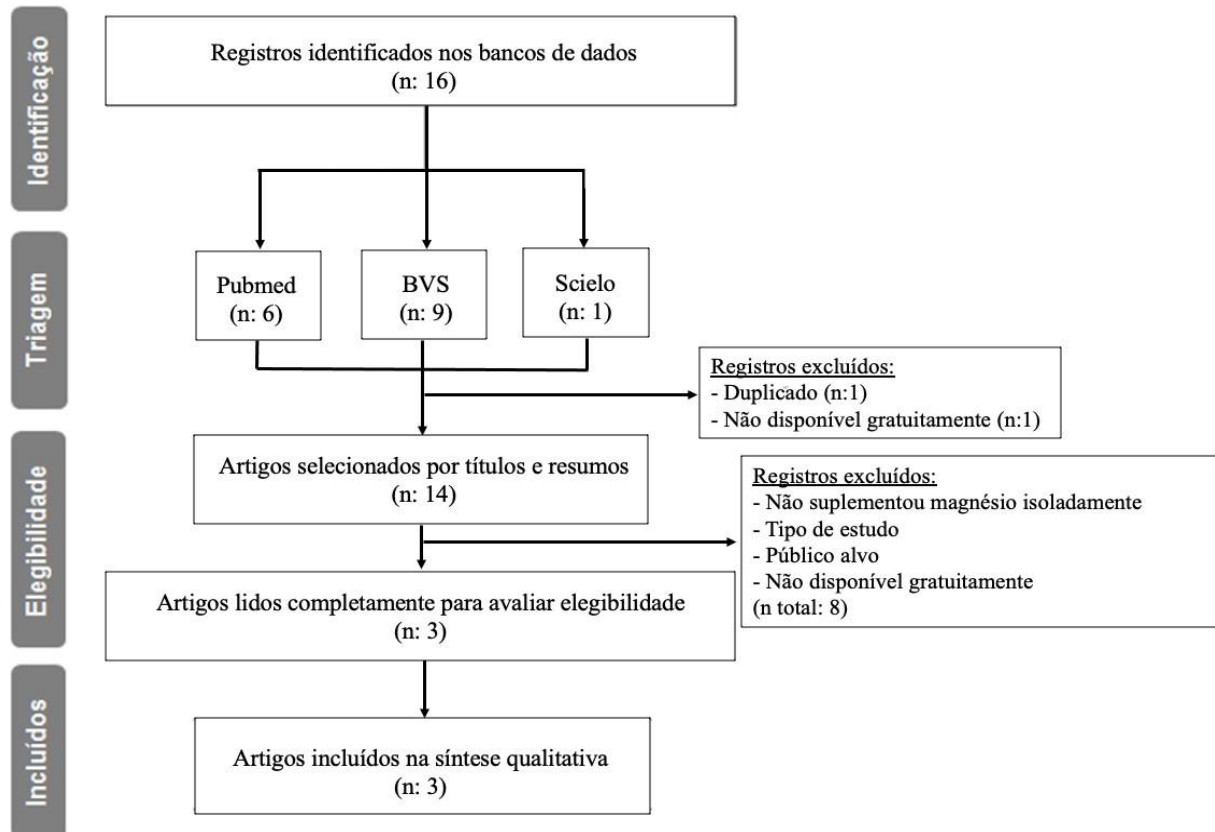 Identificação
Registros identificados nos bancos de dados
(n: 16)
Triagem
Pubmed
(n: 6)
BVS
(n: 9)
Scielo
(n: 1)
Registros excluídos:
- Duplicado (n:1)
- Não disponível gratuitamente (n:1)
Elegibilidade
Artigos selecionados por títulos e resumos
(n: 14)
Registros excluídos:
- Não suplementou magnésio isoladamente
- Tipo de estudo
- Público alvo
- Não disponível gratuitamente
(n total: 8)
Artigos lidos completamente para avaliar elegibilidade
(n: 3)
Incluídos
Artigos incluídos na síntese qualitativa
(n: 3)